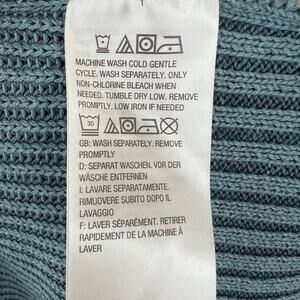 MACHINE WASH COLD GENTLE
CYCLE. WASH SEPARATELY. ONLY
NON-CHLORINE BLEACH WHEN
NEEDED. TUMBLE DRY LOW. REMOVE
PROMPTLY. LOW IRON IF NEEDED
30
GB: WASH SEPARATELY. REMOVE
PROMPTLY
D: SEPARAT WASCHEN. VOR DER
WÄSCHE ENTFERNEN
I: LAVARE SEPARATAMENTE.
RIMUOVERE SUBITO DOPO IL
LAVAGGIO
F: LAVER SÉPARÉMENT. RETIRER
RAPIDEMENT DE LA MACHINE À
LAVER